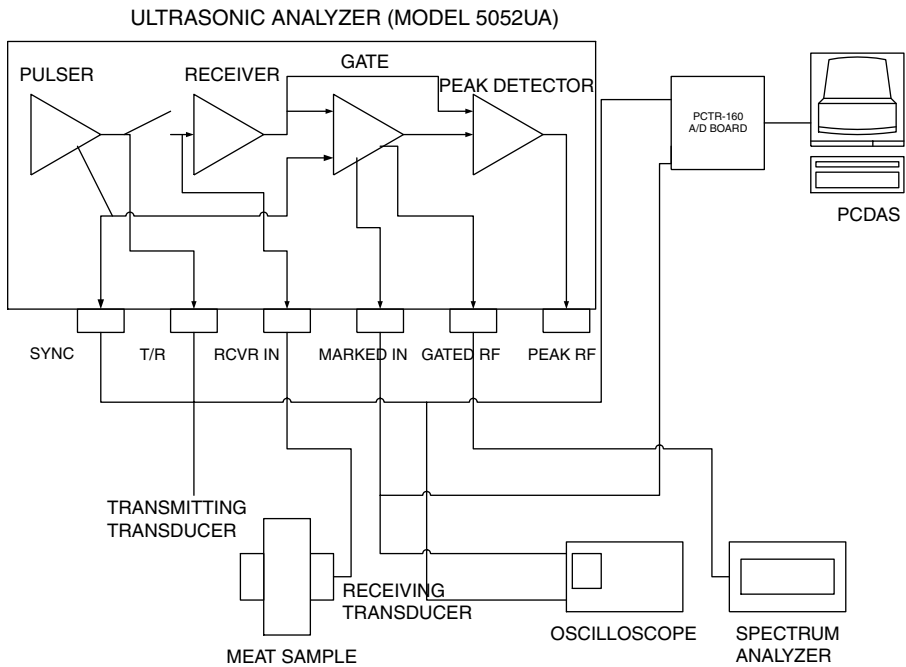 ULTRASONIC ANALYZER (MODEL 5052UA)
PULSER
RECEIVER
GATE
PEAK DETECTOR
PCTR-160
A/D BOARD
PCDAS
SYNC
T/R
RCVR IN
MARKED IN
GATED RF
PEAK RF
TRANSMITTING
TRANSDUCER
RECEIVING
TRANSDUCER
MEAT SAMPLE
OSCILLOSCOPE
SPECTRUM
ANALYZER